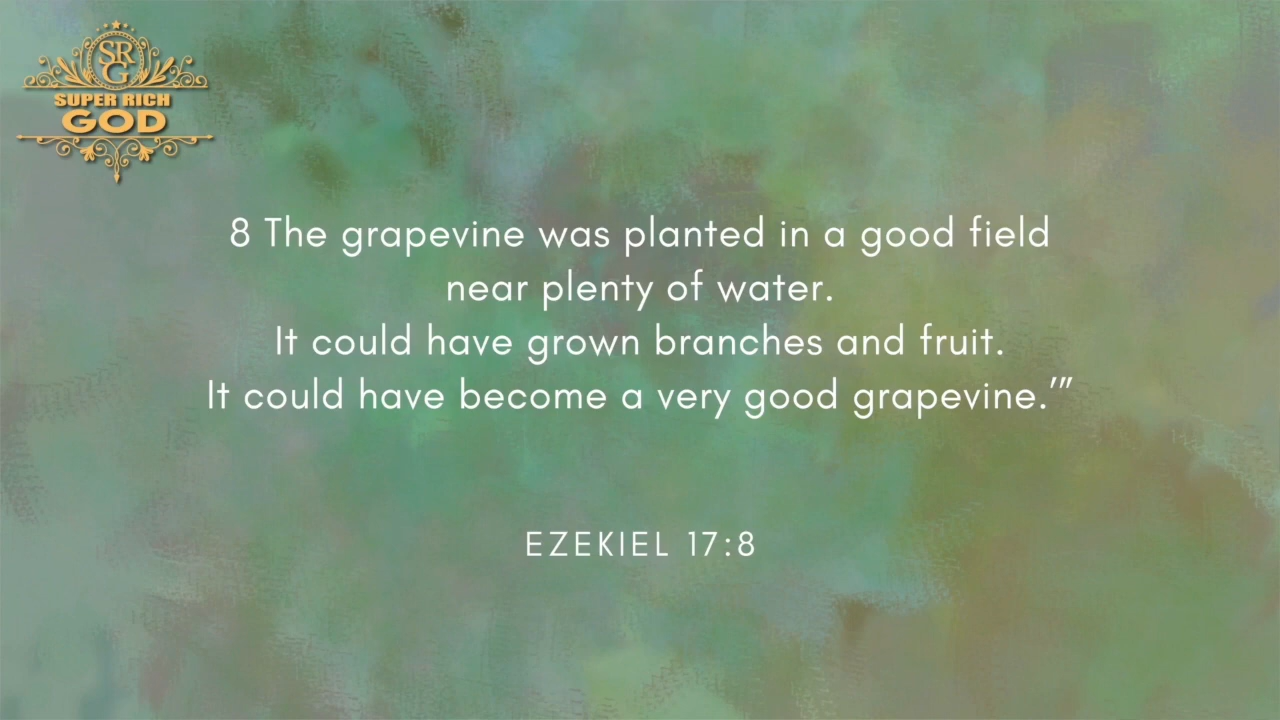 SR
G
SUPER RICH
GOD
8 The grapevine was planted in a good field
near plenty of water.
It could have grown branches and fruit.
It could have become a very good grapevine.’”
EZEKIEL 17:8